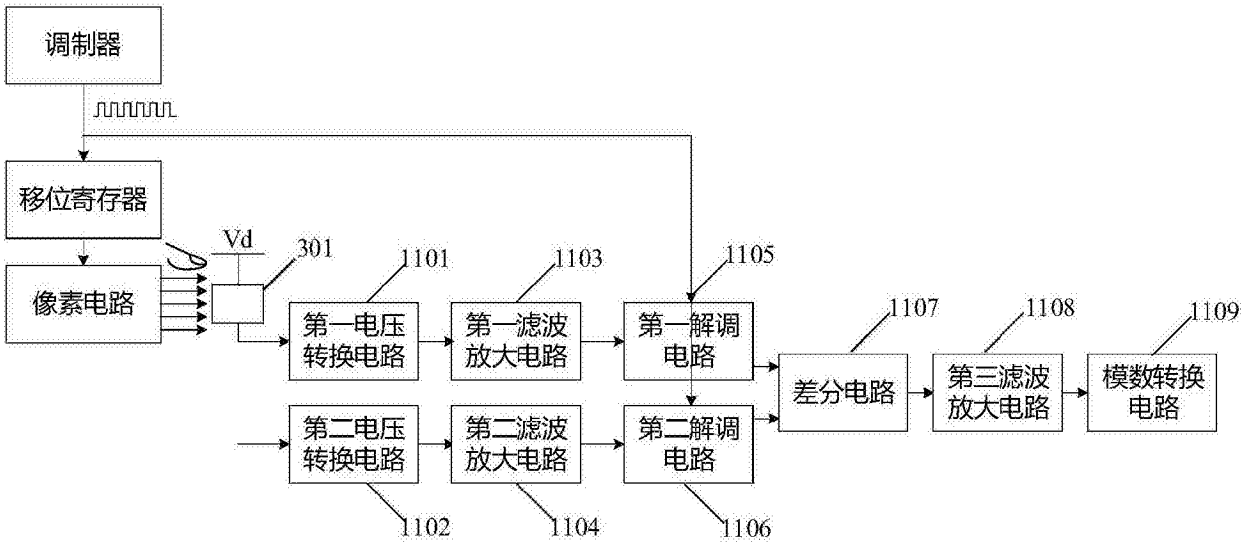 调制器
移位寄存器
像素电路
Vd
301
1101
1103
1105
第一电压
转换电路
第一滤波
放大电路
第一解调
电路
1107
1108
1109
差分电路
第三滤波
放大电路
模数转换
电路
第二电压
转换电路
第二滤波
放大电路
第二解调
电路
1102
1104
1106